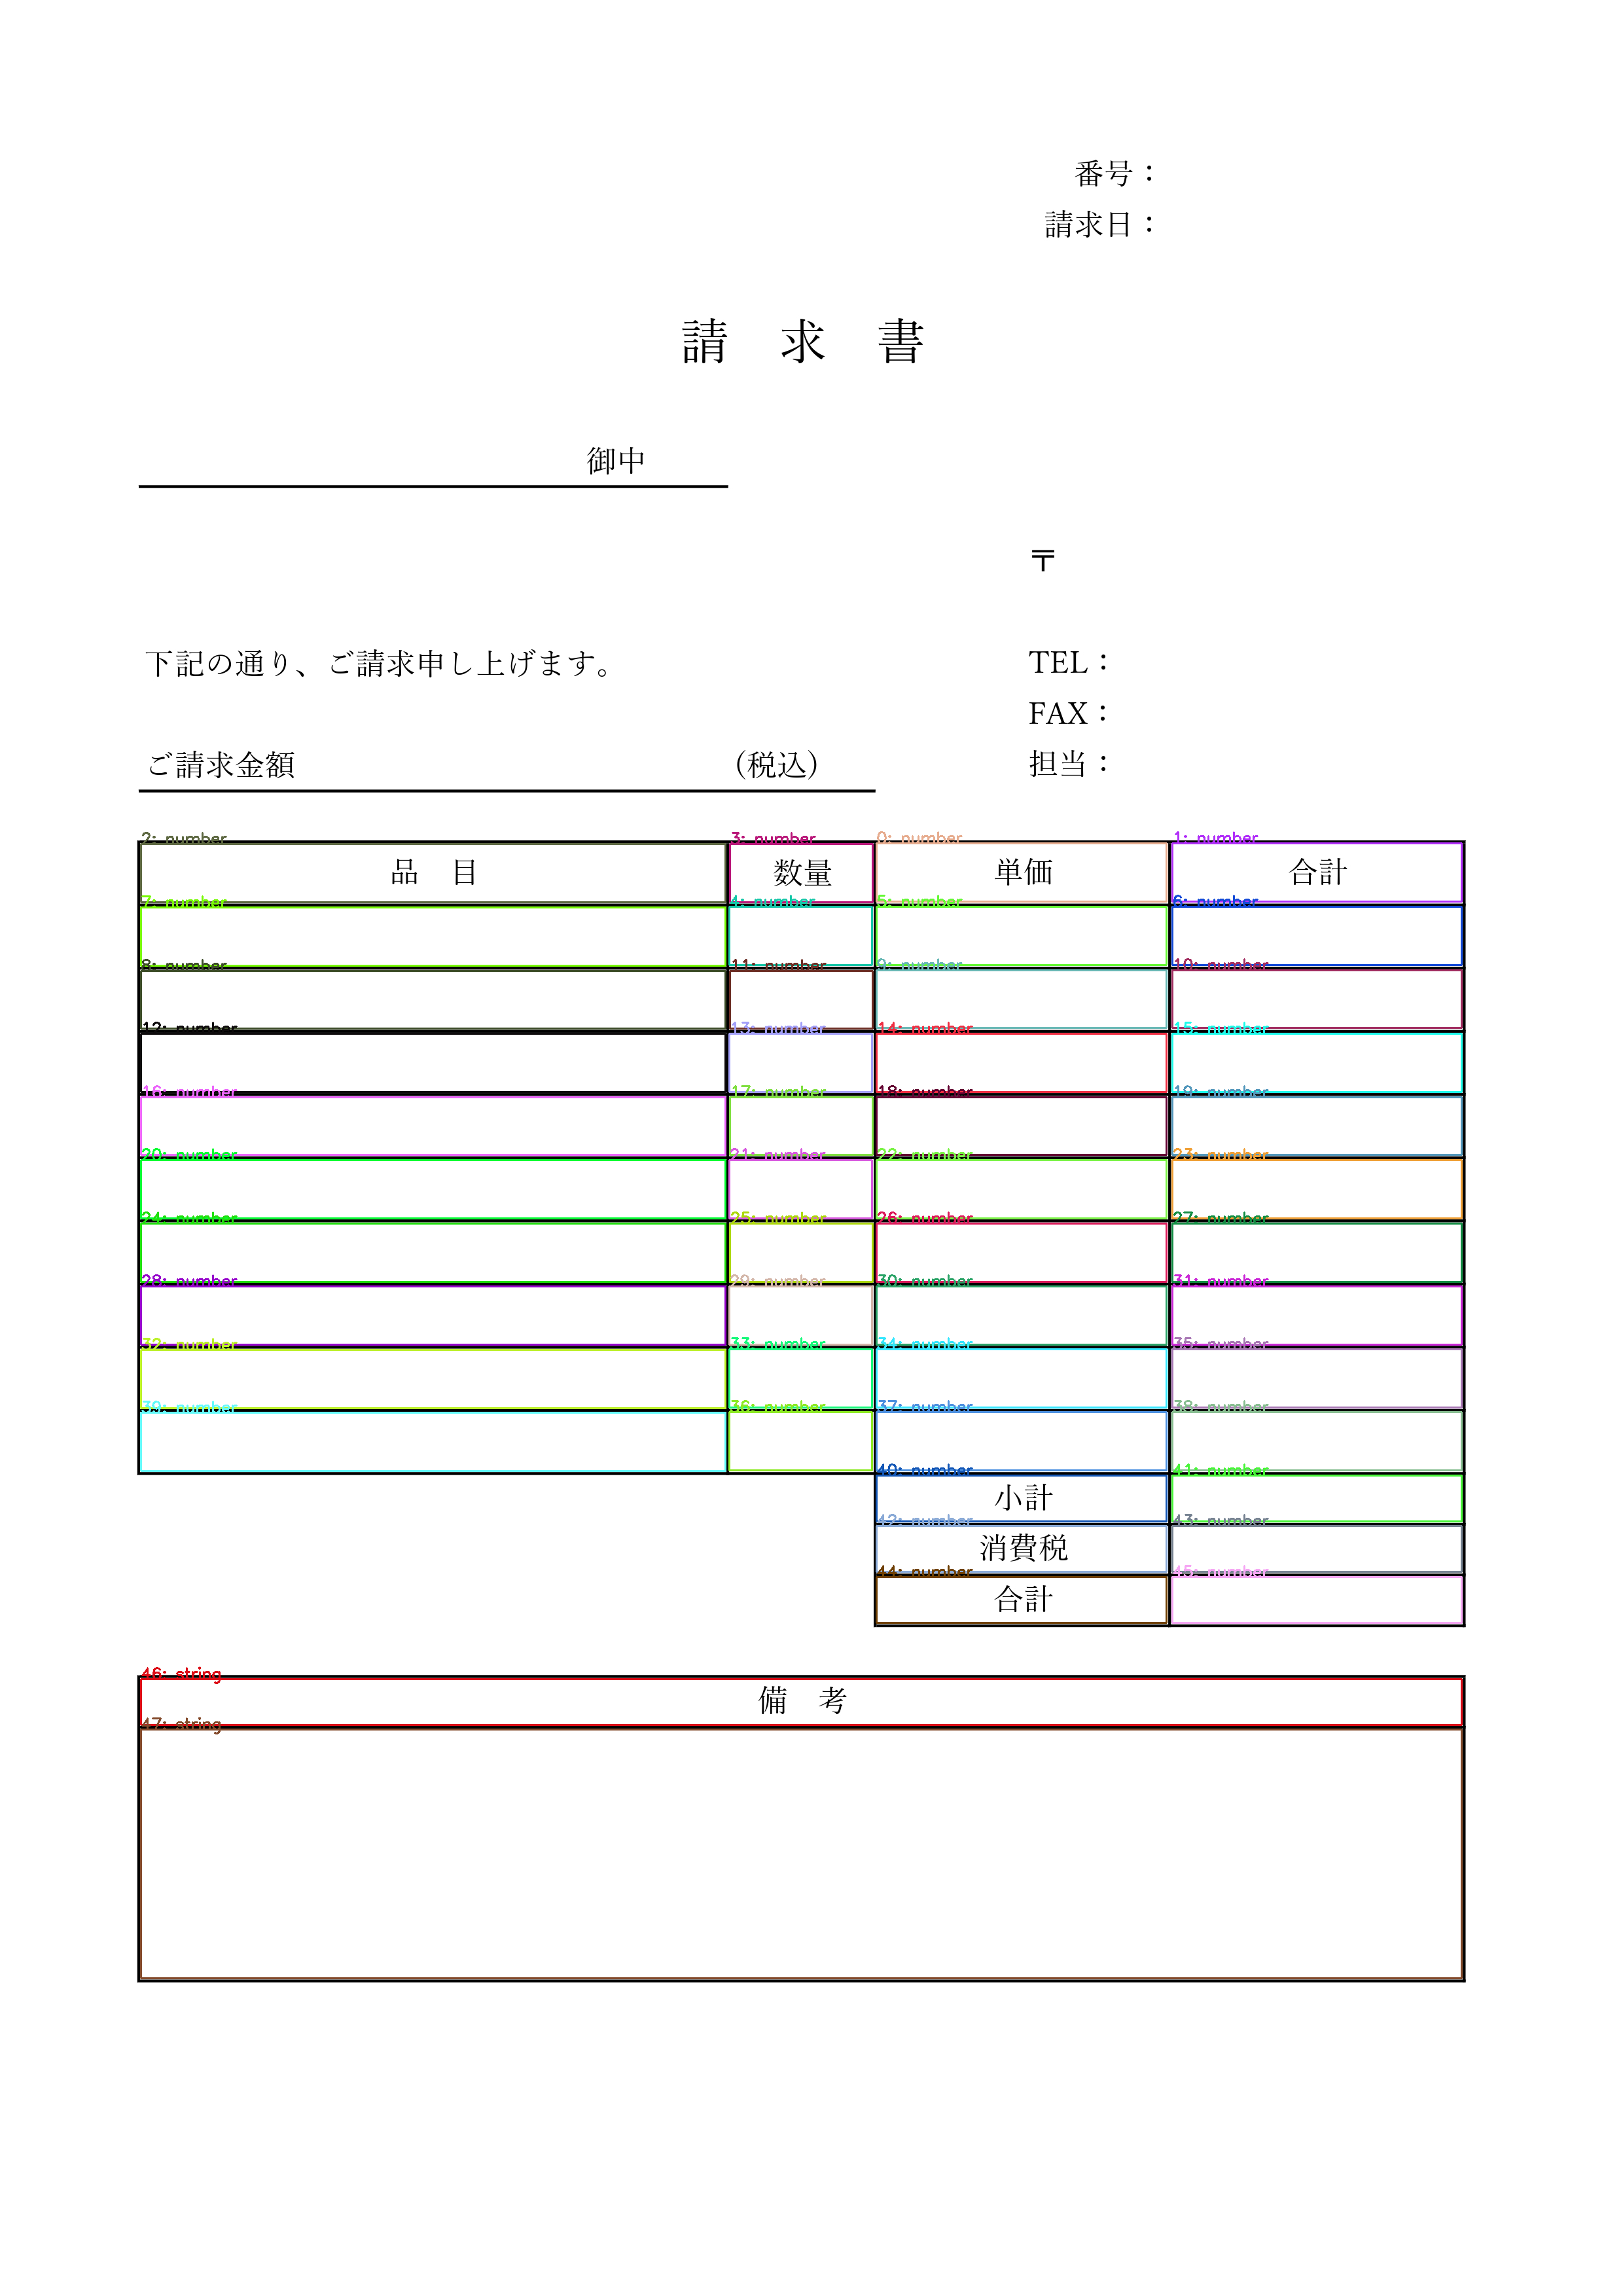 番号：
請求日：
請　求　書
御中
〒
下記の通り、ご請求申し上げます。
TEL：
FAX：
ご請求金額 （税込）
担当：
2: number 3: number 0: number 1: number
品　目 数量 単価 合計
7: number 4: number 5: number 6: number
8: number 11: number 9: number 10: number
12: number 13: number 14: number 15: number
16: number 17: number 18: number 19: number
20: number 21: number 22: number 23: number
24: number 25: number 26: number 27: number
28: number 29: number 30: number 31: number
32: number 33: number 34: number 35: number
39: number 36: number 37: number 38: number
40: number 41: number
小計
42: number 43: number
消費税
44: number 45: number
合計
46: string
備　考
47: string